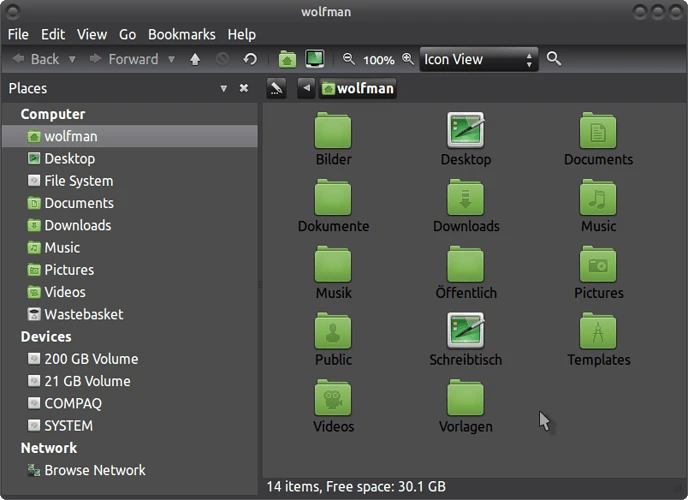 wolfman
File Edit View Go Bookmarks Help
Back Forward 100% Icon View
Places
wolfman
Computer
wolfman
Desktop
File System
Documents
Downloads
Music
Pictures
Videos
Wastebasket
Devices
200 GB Volume
21 GB Volume
COMPAQ
SYSTEM
Network
Browse Network
Bilder Desktop Documents
Dokumente Downloads Music
Musik Öffentlich Pictures
Public Schreibtisch Templates
Videos Vorlagen
14 items, Free space: 30.1 GB